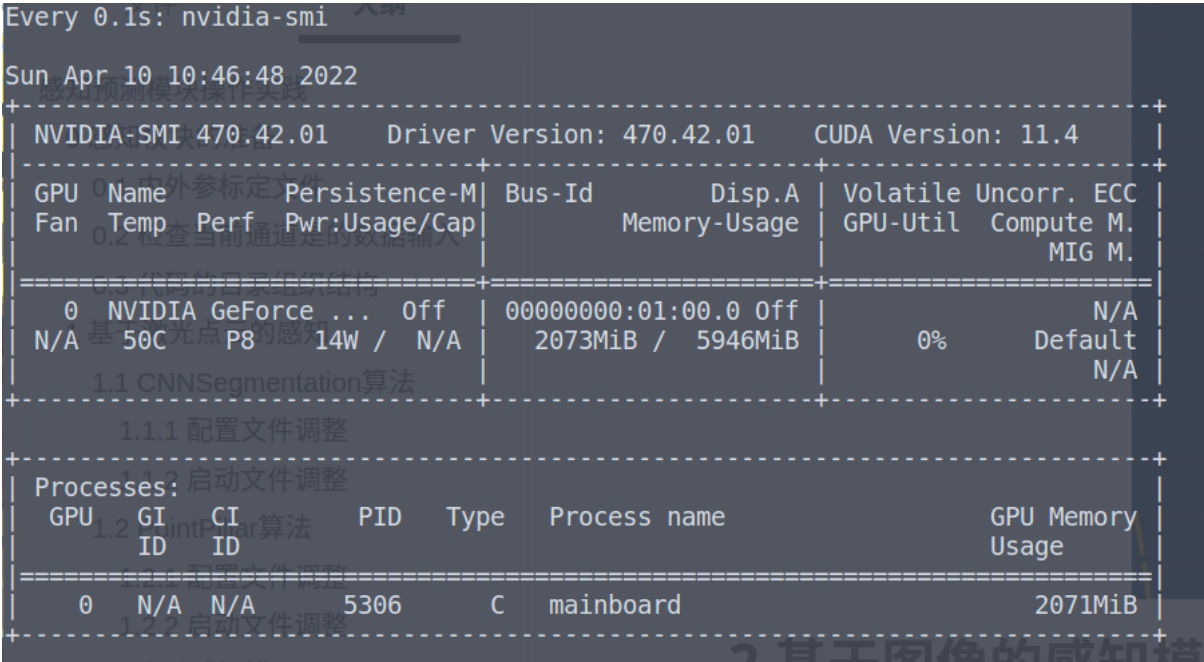 Every 0.1s: nvidia-smi
大纲
Sun Apr 10 10:46:48 2022
感知预测模块操作实践
+-----------------------------------------------------------------------------+
| NVIDIA-SMI 470.42.01    Driver Version: 470.42.01    CUDA Version: 11.4     |
|-------------------------------+----------------------+----------------------+
| GPU  Name        Persistence-M| Bus-Id        Disp.A | Volatile Uncorr. ECC |
0.1 内外参标定文件
| Fan  Temp  Perf  Pwr:Usage/Cap|         Memory-Usage | GPU-Util  Compute M. |
0.2 检查当前通道是的数据输入
|                               |                      |               MIG M. |
0.3 代码的目录组织结构
|===============================+======================+======================|
|   0  NVIDIA GeForce ...  Off  | 00000000:01:00.0 Off |                  N/A |
| N/A   50C    P8    14W /  N/A |   2073MiB /  5946MiB |      0%      Default |
1 基于激光点云的感知
|                               |                      |                  N/A |
1.1 CNNSegmentation算法
+-------------------------------+----------------------+----------------------+
1.1.1 配置文件调整
+-----------------------------------------------------------------------------+
1.1.2 启动文件调整
| Processes:                                                                  |
|  GPU   GI   CI        PID   Type   Process name                  GPU Memory |
1.2 PointPillar算法
|        ID   ID                                                   Usage      |
1.2.1 配置文件调整
|=============================================================================|
|    0   N/A  N/A      5306      C   mainboard                        2071MiB |
1.2.2 启动文件调整
+-----------------------------------------------------------------------------+
2 基于图像的感知模